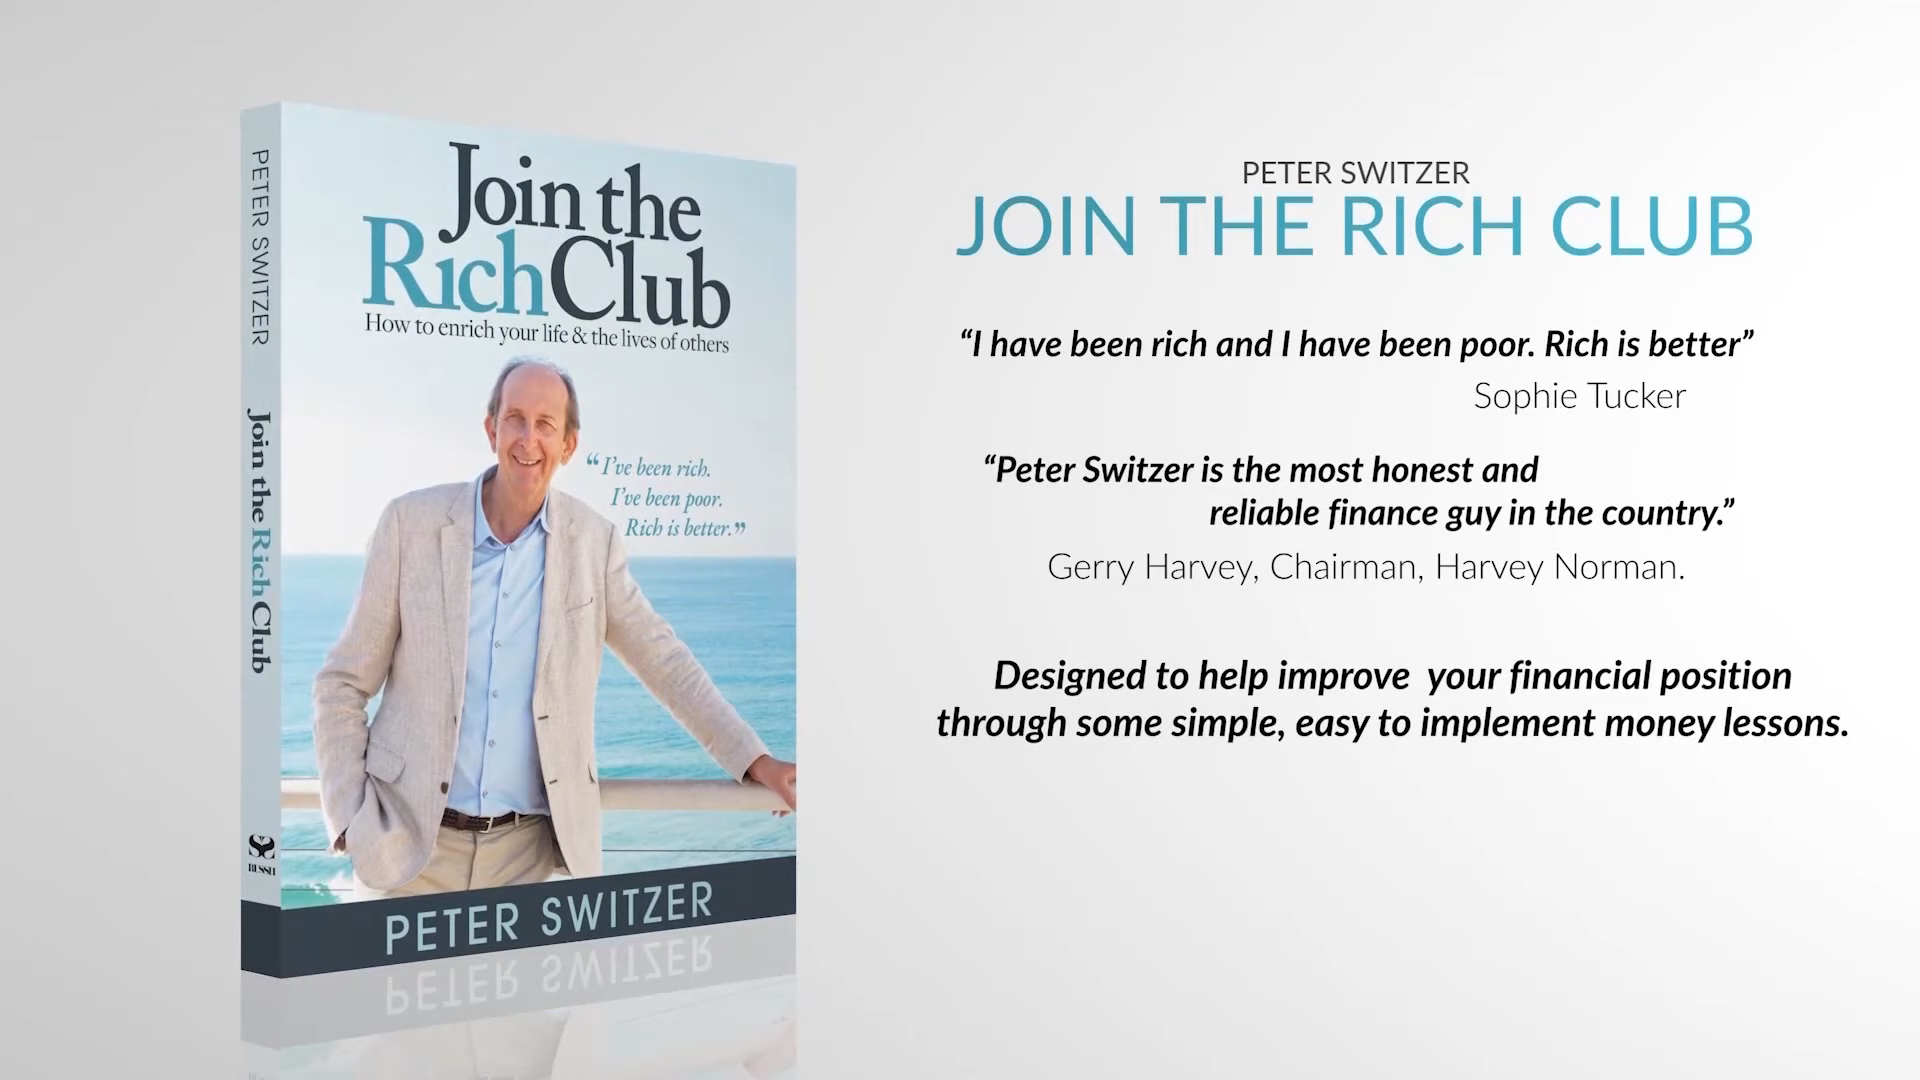 PETER SWITZER
Join the Rich Club
RUSSH
Join the
Rich Club
How to enrich your life & the lives of others
“I’ve been rich.
I’ve been poor.
Rich is better.”
PETER SWITZER
PETER SWITZER
JOIN THE RICH CLUB
“I have been rich and I have been poor. Rich is better”
Sophie Tucker
“Peter Switzer is the most honest and
reliable finance guy in the country.”
Gerry Harvey, Chairman, Harvey Norman.
Designed to help improve your financial position
through some simple, easy to implement money lessons.